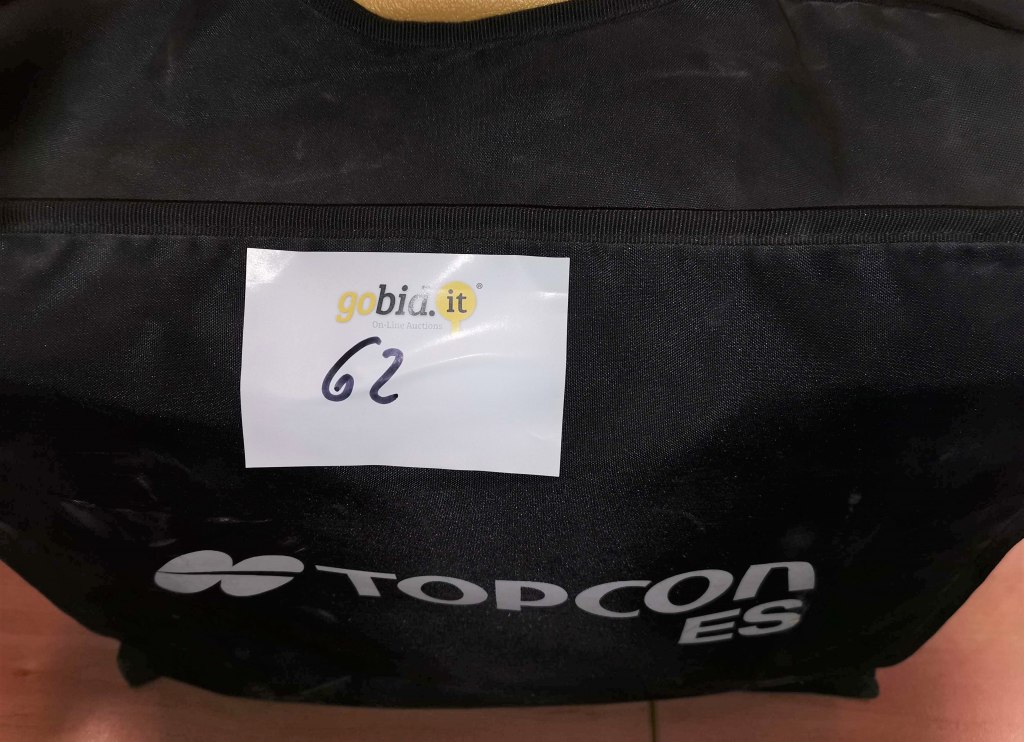 gobid.it®
On-Line Auctions
62
TOPCON
ES